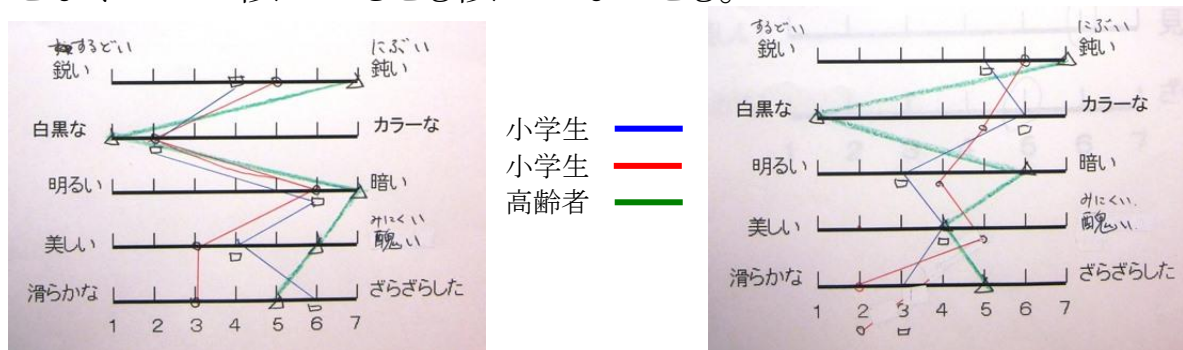 するどい
鋭い
にぶい
鈍い
白黒な
カラーな
明るい
暗い
美しい
みにくい
醜い
滑らかな
ざらざらした
1 2 3 4 5 6 7
小学生
小学生
高齢者
するどい
鋭い
にぶい
鈍い
白黒な
カラーな
明るい
暗い
美しい
みにくい
醜い
滑らかな
ざらざらした
1 2 3 4 5 6 7